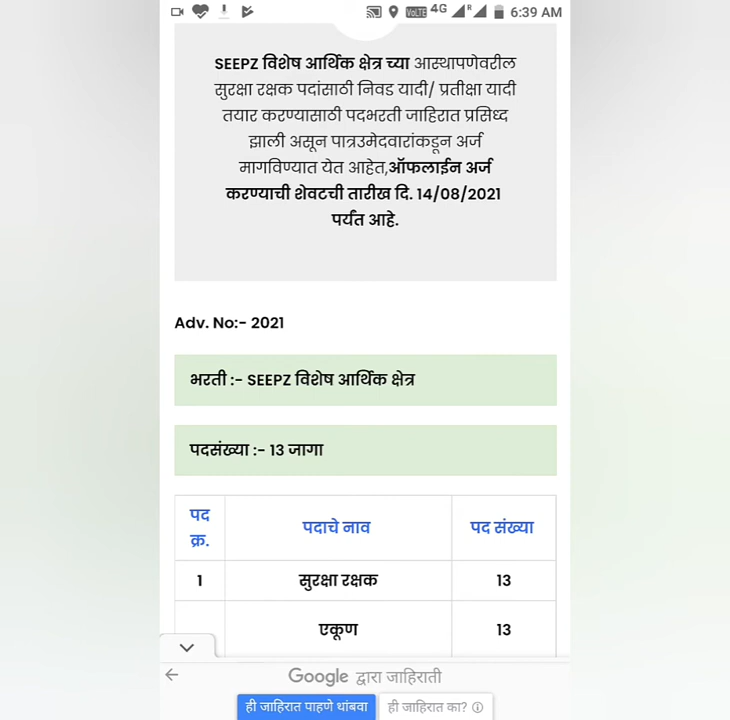 VoLTE 4G R 6:39 AM
SEEPZ विशेष आर्थिक क्षेत्र च्या आस्थापणेवरील
सुरक्षा रक्षक पदांसाठी निवड यादी/ प्रतीक्षा यादी
तयार करण्यासाठी पदभरती जाहिरात प्रसिध्द
झाली असून पात्रउमेदवारांकडून अर्ज
मागविण्यात येत आहेत,ऑफलाईन अर्ज
करण्याची शेवटची तारीख दि. 14/08/2021
पर्यंत आहे.
Adv. No:- 2021
भरती :- SEEPZ विशेष आर्थिक क्षेत्र
पदसंख्या :- 13 जागा
पद
क्र.
पदाचे नाव
पद संख्या
1 सुरक्षा रक्षक 13
एकूण 13
Google द्वारा जाहिराती
ही जाहिरात पाहणे थांबवा ही जाहिरात का?